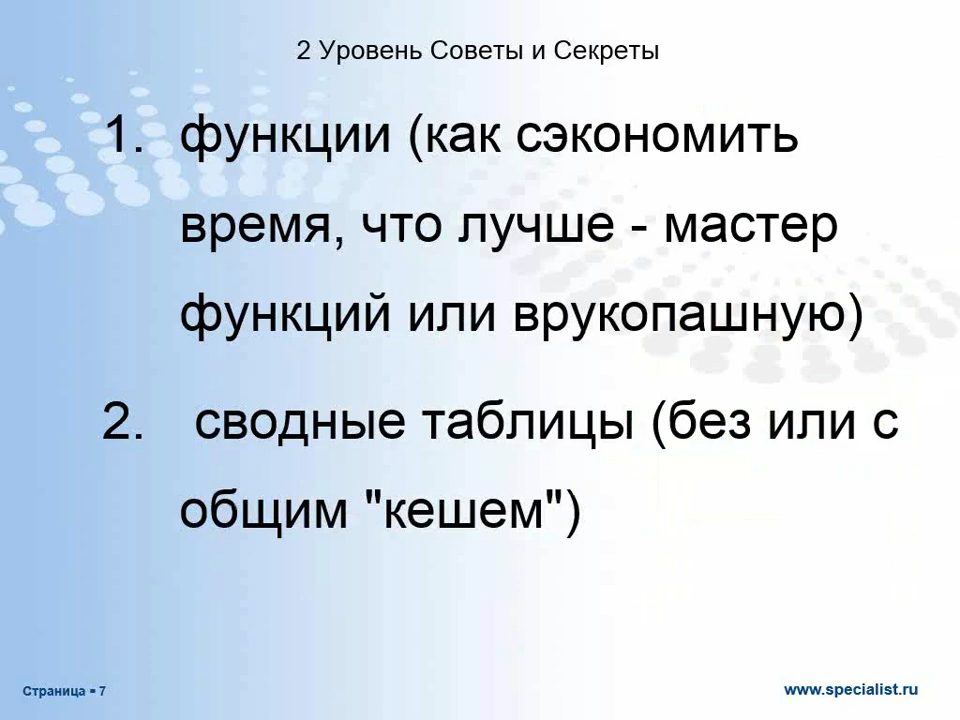 2 Уровень Советы и Секреты
1. функции (как сэкономить
время, что лучше - мастер
функций или врукопашную)
2. сводные таблицы (без или с
общим "кешем")
Страница ▪ 7
www.specialist.ru